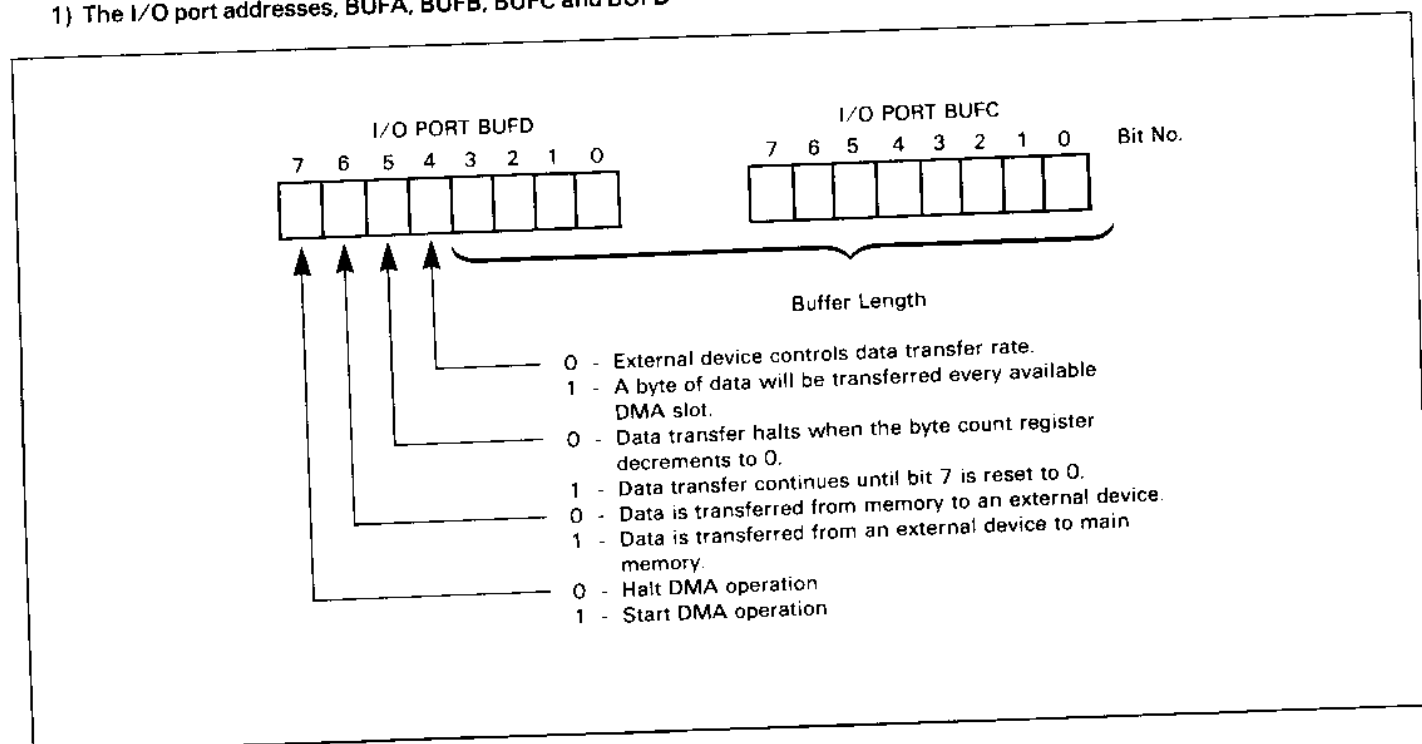 1) The I/O port addresses, BUFA, BUFB, BUFC and BUFD
I/O PORT BUFD
I/O PORT BUFC
7 6 5 4 3 2 1 0
7 6 5 4 3 2 1 0 Bit No.
Buffer Length
0 - External device controls data transfer rate.
1 - A byte of data will be transferred every available
DMA slot.
0 - Data transfer halts when the byte count register
decrements to 0.
1 - Data transfer continues until bit 7 is reset to 0.
0 - Data is transferred from memory to an external device.
1 - Data is transferred from an external device to main
memory.
0 - Halt DMA operation
1 - Start DMA operation